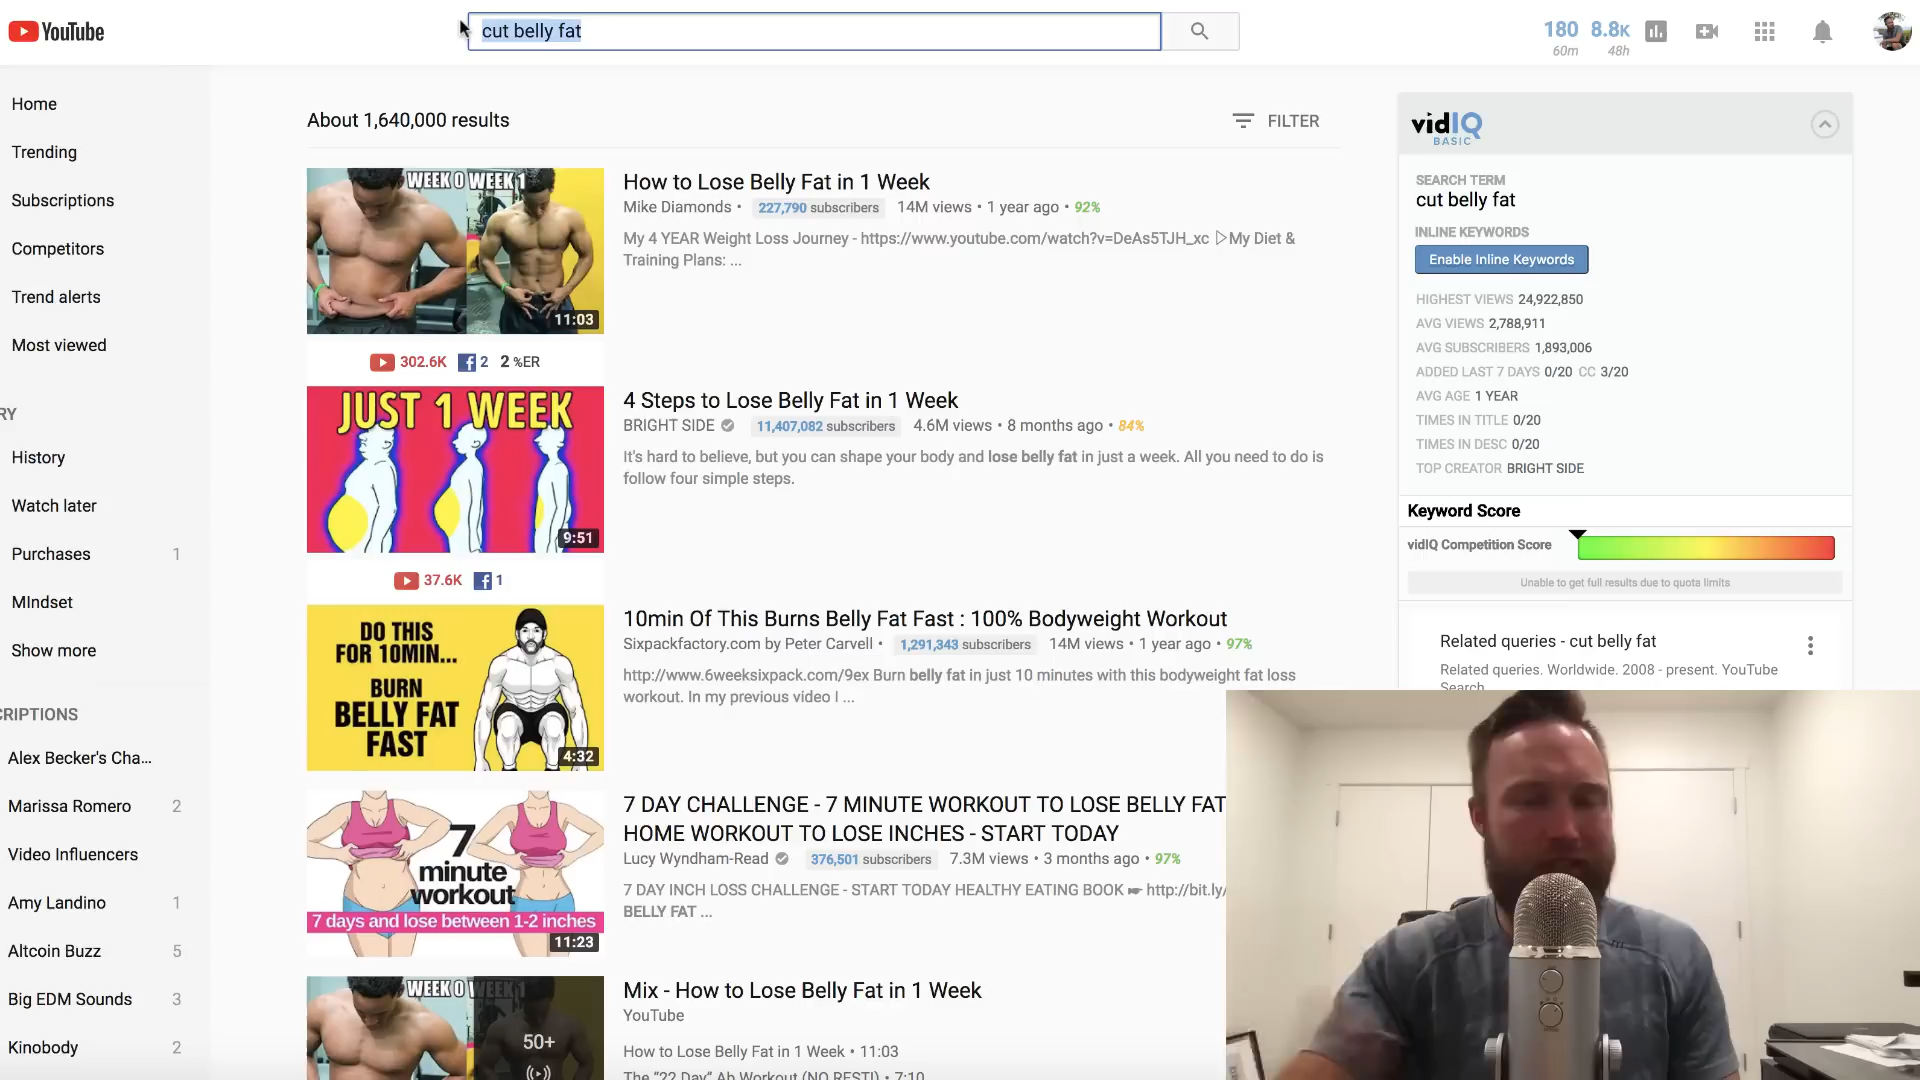 YouTube
cut belly fat
180 8.8K
60m 48h
Home
Trending
Subscriptions
Competitors
Trend alerts
Most viewed
RY
History
Watch later
Purchases 1
MIndset
Show more
CRIPTIONS
Alex Becker's Cha...
Marissa Romero 2
Video Influencers
Amy Landino 1
Altcoin Buzz 5
Big EDM Sounds 3
Kinobody 2
About 1,640,000 results
FILTER
WEEK 0 WEEK 1
11:03
How to Lose Belly Fat in 1 Week
Mike Diamonds • 227,790 subscribers 14M views • 1 year ago • 92%
My 4 YEAR Weight Loss Journey - https://www.youtube.com/watch?v=DeAs5TJH_xc ▷My Diet &
Training Plans: ...
302.6K 2 2 %ER
JUST 1 WEEK
9:51
4 Steps to Lose Belly Fat in 1 Week
BRIGHT SIDE 11,407,082 subscribers 4.6M views • 8 months ago • 84%
It's hard to believe, but you can shape your body and lose belly fat in just a week. All you need to do is
follow four simple steps.
37.6K 1
DO THIS
FOR 10MIN...
BURN
BELLY FAT
FAST
4:32
10min Of This Burns Belly Fat Fast : 100% Bodyweight Workout
Sixpackfactory.com by Peter Carvell • 1,291,343 subscribers 14M views • 1 year ago • 97%
http://www.6weeksixpack.com/9ex Burn belly fat in just 10 minutes with this bodyweight fat loss
workout. In my previous video I ...
7
minute
workout
7 days and lose between 1-2 inches
11:23
7 DAY CHALLENGE - 7 MINUTE WORKOUT TO LOSE BELLY FAT
HOME WORKOUT TO LOSE INCHES - START TODAY
Lucy Wyndham-Read 376,501 subscribers 7.3M views • 3 months ago • 97%
7 DAY INCH LOSS CHALLENGE - START TODAY HEALTHY EATING BOOK ☛ http://bit.ly/
BELLY FAT ...
WEEK 0 WEEK 1
50+
Mix - How to Lose Belly Fat in 1 Week
YouTube
How to Lose Belly Fat in 1 Week • 11:03
The "22 Day" Ab Workout (NO REST!) • 7:10
vidIQ
BASIC
SEARCH TERM
cut belly fat
INLINE KEYWORDS
Enable Inline Keywords
HIGHEST VIEWS 24,922,850
AVG VIEWS 2,788,911
AVG SUBSCRIBERS 1,893,006
ADDED LAST 7 DAYS 0/20 CC 3/20
AVG AGE 1 YEAR
TIMES IN TITLE 0/20
TIMES IN DESC 0/20
TOP CREATOR BRIGHT SIDE
Keyword Score
vidIQ Competition Score
Unable to get full results due to quota limits
Related queries - cut belly fat
Related queries. Worldwide. 2008 - present. YouTube
Search